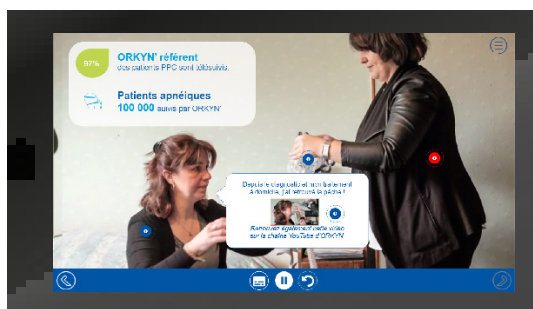 97%
ORKYN' référent
des patients PPC sont télésuivis.
Patients apnéiques
100 000 suivis par ORKYN'
Depuis le diagnostic et mon traitement
à domicile, j'ai retrouvé la pêche !
Retrouvez également cette vidéo
sur la chaîne YouTube d'ORKYN'